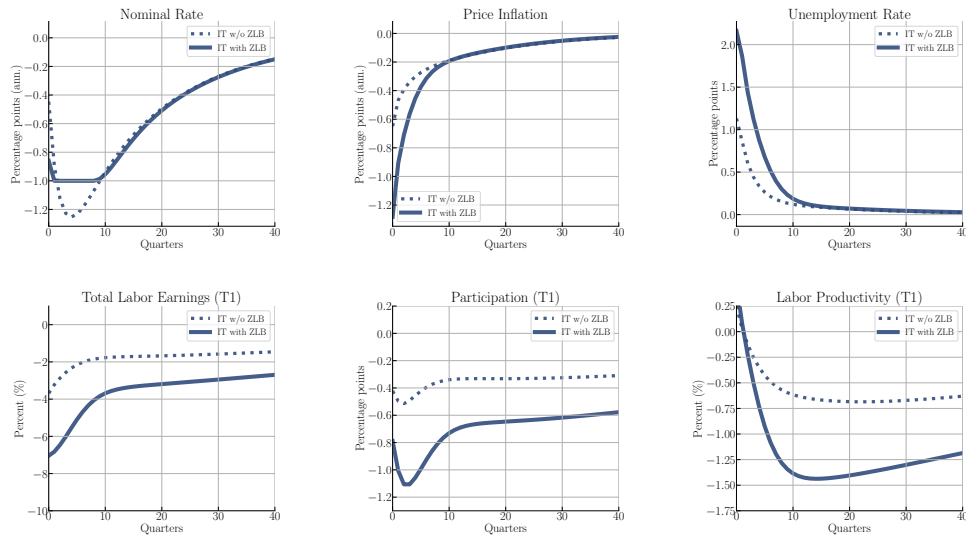 Nominal Rate
Percentage points (ann.)
0.0
−0.2
−0.4
−0.6
−0.8
−1.0
−1.2
IT w/o ZLB
IT with ZLB
0 10 20 30 40
Quarters
Price Inflation
Percentage points (ann.)
0.0
−0.2
−0.4
−0.6
−0.8
−1.0
−1.2
IT w/o ZLB
IT with ZLB
0 10 20 30 40
Quarters
Unemployment Rate
Percentage points
2.0
1.5
1.0
0.5
0.0
IT w/o ZLB
IT with ZLB
0 10 20 30 40
Quarters
Total Labor Earnings (T1)
Percent (%)
0
−2
−4
−6
−8
−10
IT w/o ZLB
IT with ZLB
0 10 20 30 40
Quarters
Participation (T1)
Percentage points
0.2
0.0
−0.2
−0.4
−0.6
−0.8
−1.0
−1.2
IT w/o ZLB
IT with ZLB
0 10 20 30 40
Quarters
Labor Productivity (T1)
Percent (%)
0.25
0.00
−0.25
−0.50
−0.75
−1.00
−1.25
−1.50
−1.75
IT w/o ZLB
IT with ZLB
0 10 20 30 40
Quarters